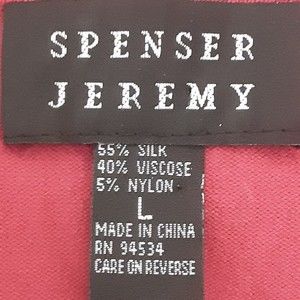 SPENSER
JEREMY
55% SILK
40% VISCOSE
5% NYLON
L
MADE IN CHINA
RN 94534
CARE ON REVERSE